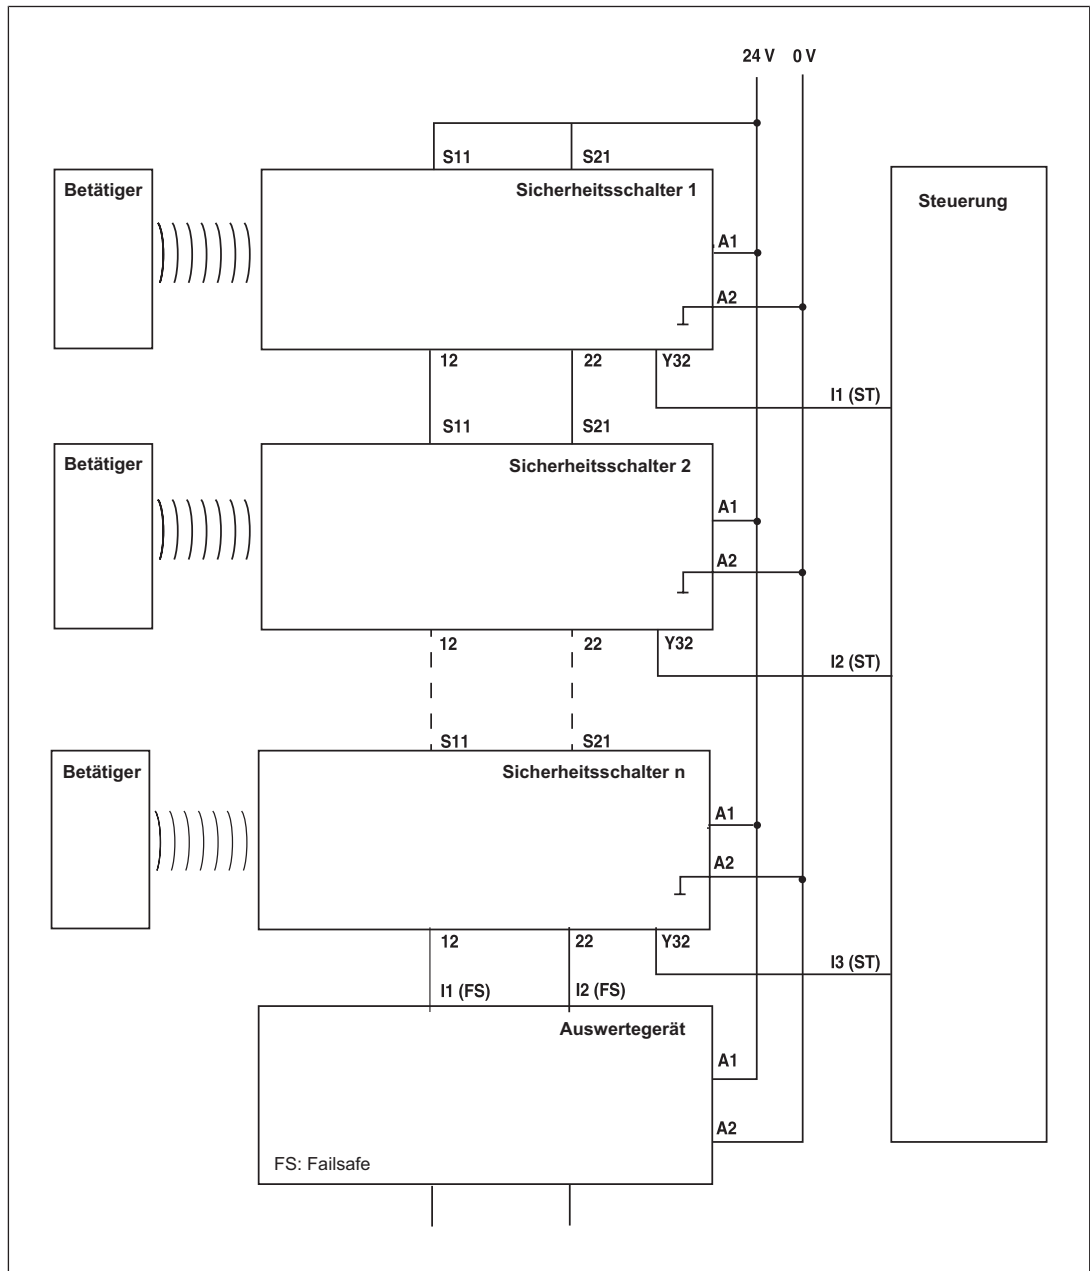 24 V 0 V
S11 S21
Betätiger Sicherheitsschalter 1 Steuerung
A1
A2
12 22 Y32
I1 (ST)
S11 S21
Betätiger Sicherheitsschalter 2
A1
A2
12 22 Y32
I2 (ST)
S11 S21
Betätiger Sicherheitsschalter n
A1
A2
12 22 Y32
I3 (ST)
I1 (FS) I2 (FS)
Auswertegerät
A1
A2
FS: Failsafe